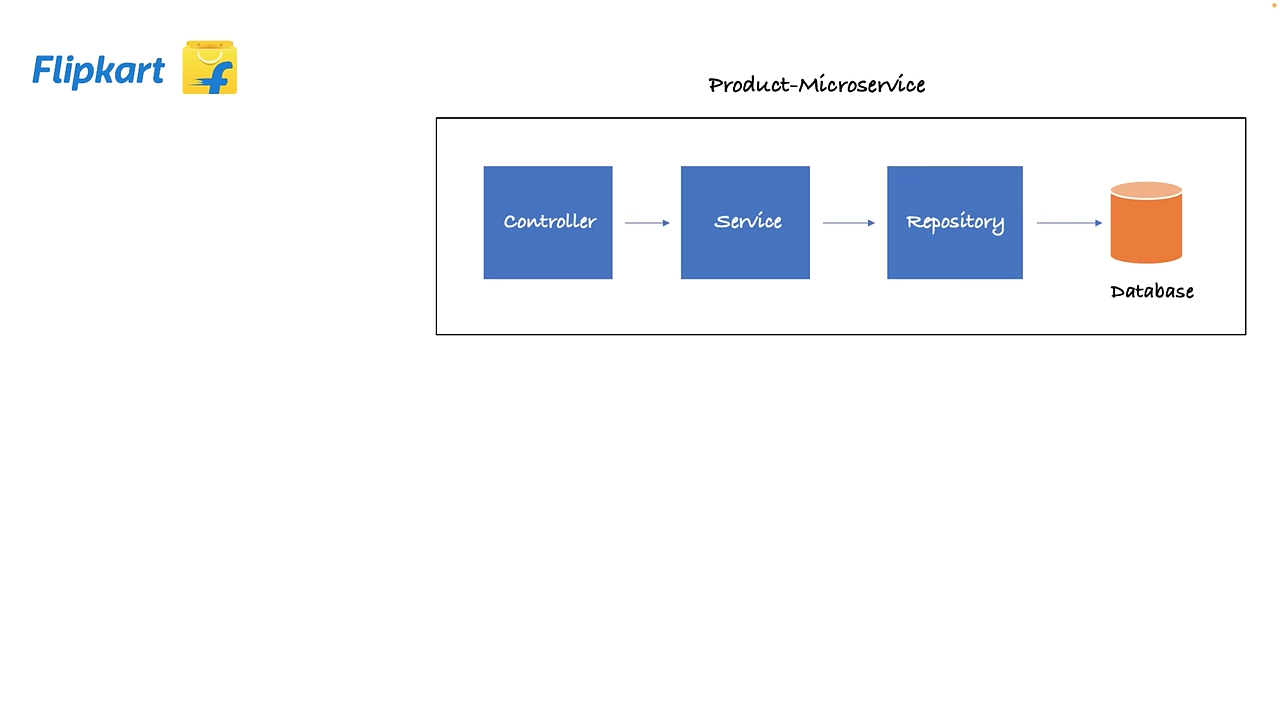 Flipkart
Product-Microservice
Controller
Service
Repository
Database